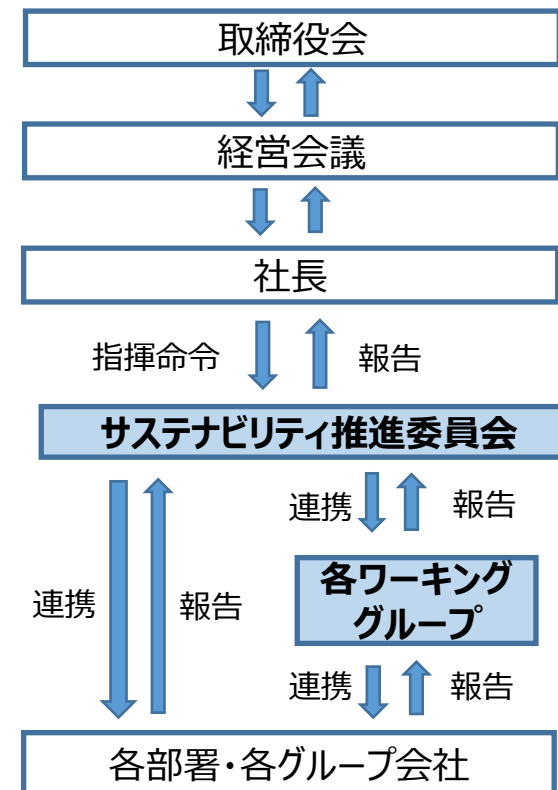 取締役会
経営会議
社長
指揮命令
報告
サステナビリティ推進委員会
連携
報告
各ワーキング
グループ
連携
報告
連携
報告
各部署・各グループ会社